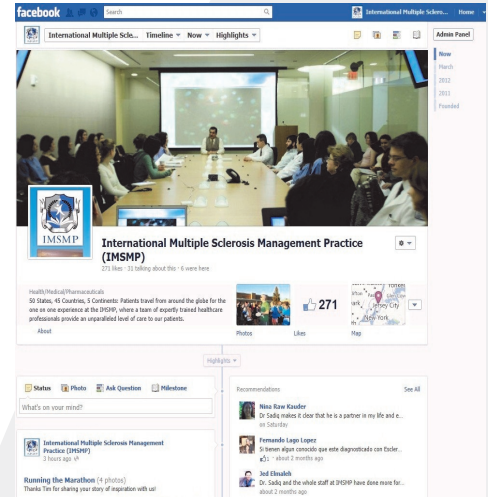 facebook
Search
International Multiple Sclero...
Home
International Multiple Scle...
Timeline
Now
Highlights
Admin Panel
Now
March
2012
2011
Founded
IMSMP
International Multiple Sclerosis Management Practice
(IMSMP)
271 likes · 31 talking about this · 6 were here
Health/Medical/Pharmaceuticals
50 States, 45 Countries, 5 Continents: Patients travel from around the globe for the
one on one experience at the IMSMP, where a team of expertly trained healthcare
professionals provide an unparalleled level of care to our patients.
About
Photos
271
Likes
Jersey City
New York
Map
Highlights
Status
Photo
Ask Question
Milestone
What's on your mind?
International Multiple Sclerosis Management
Practice (IMSMP)
3 hours ago
Running the Marathon (4 photos)
Thanks Tim for sharing your story of inspiration with us!
Recommendations
See All
Nina Raw Kauder
Dr Sadiq makes it clear that he is a partner in my life and e...
on Saturday
Fernando Lago Lopez
Si tienen algun conocido que este diagnosticado con Escler...
1 · about 2 months ago
Jed Elmaleh
Dr. Sadiq and the whole staff at IMSMP have done more for...
about 2 months ago